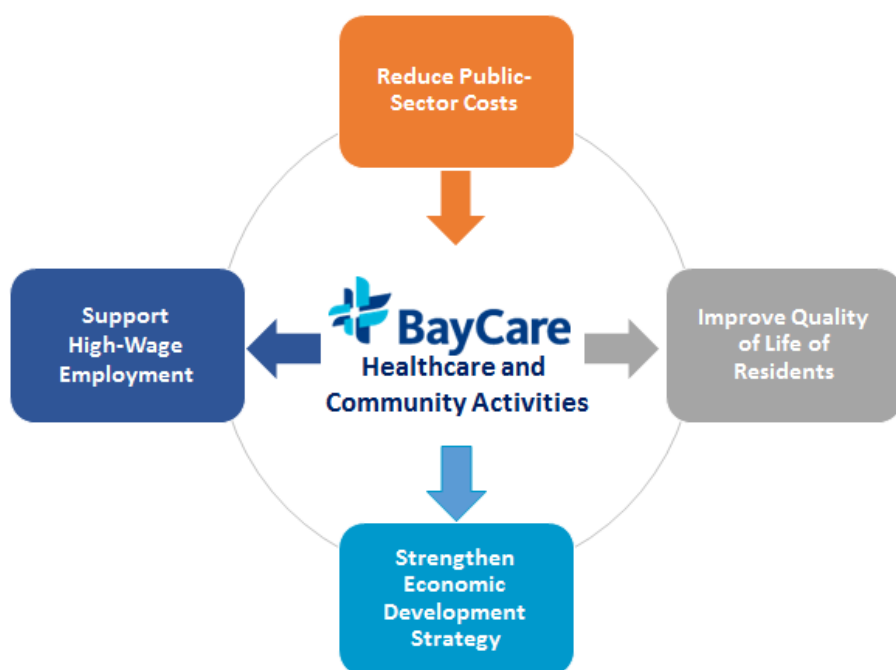 Reduce Public-
Sector Costs
Support
High-Wage
Employment
BayCare
Healthcare and
Community Activities
Improve Quality
of Life of
Residents
Strengthen
Economic
Development
Strategy